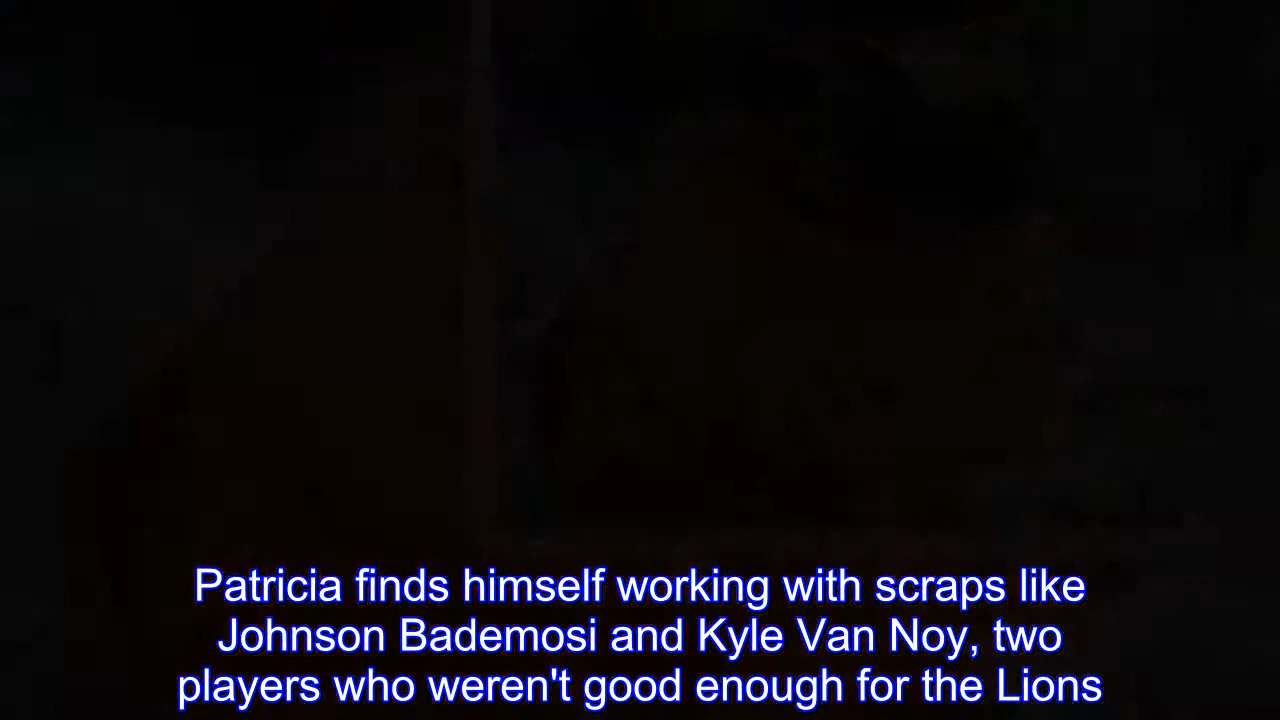 Patricia finds himself working with scraps like
Johnson Bademosi and Kyle Van Noy, two
players who weren't good enough for the Lions